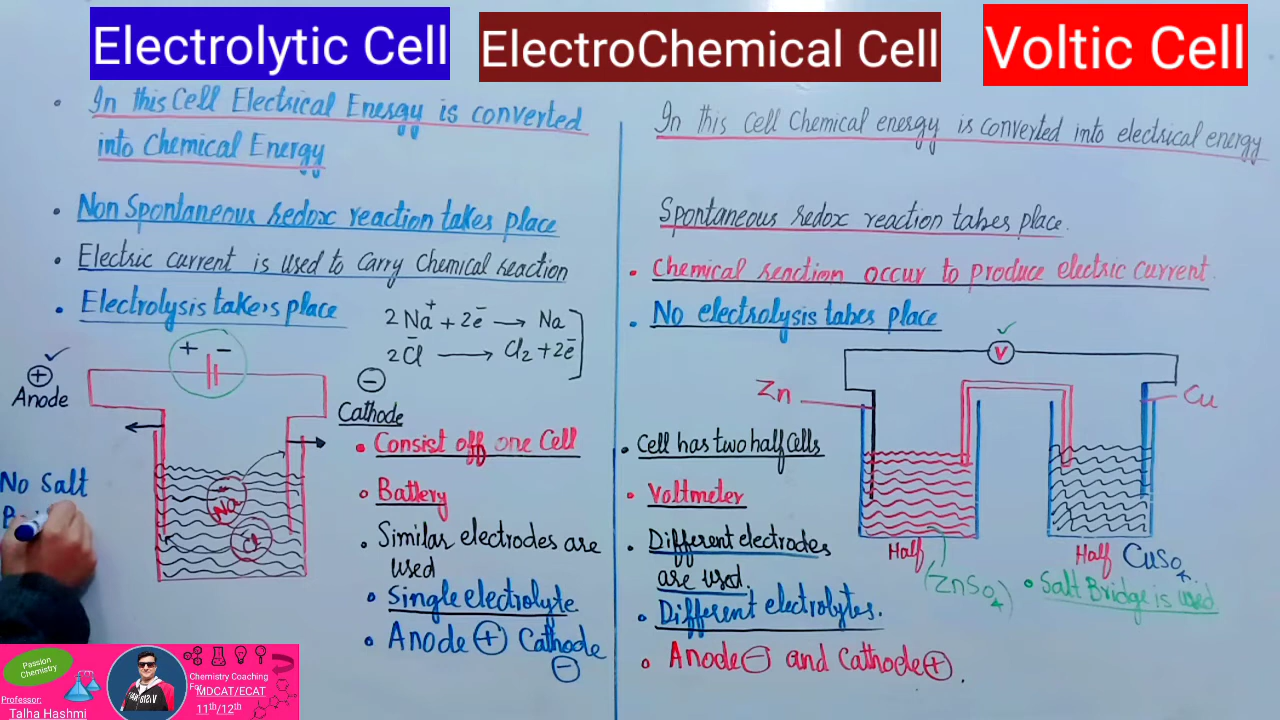 Electrolytic Cell
ElectroChemical Cell
Voltic Cell
• In this Cell Electrical Energy is converted
into Chemical Energy
• Non Spontaneous redox reaction takes place
• Electric current is used to Carry Chemical reaction
• Electrolysis takes place
2Na⁺ + 2e⁻ → Na
2Cl⁻ → Cl₂ + 2e⁻
+ −
+
Anode
−
Cathode
Na
Cl
No Salt
• Consist off one Cell
• Battery
• Similar electrodes are
used
• Single electrolyte
• Anode + Cathode
−
In this cell Chemical energy is converted into electrical energy
Spontaneous redox reaction takes place.
• Chemical reaction occur to produce electric current.
• No electrolysis takes place
V
Zn
Cu
• Cell has two half Cells
• Voltmeter
• Different electrodes
are used.
• Different electrolytes.
• Anode − and Cathode + .
Half
(ZnSO₄)
Half
CuSO₄
• Salt Bridge is used
Passion
Chemistry
Professor:
Talha Hashmi
Chemistry Coaching
For
MDCAT/ECAT
11th/12th